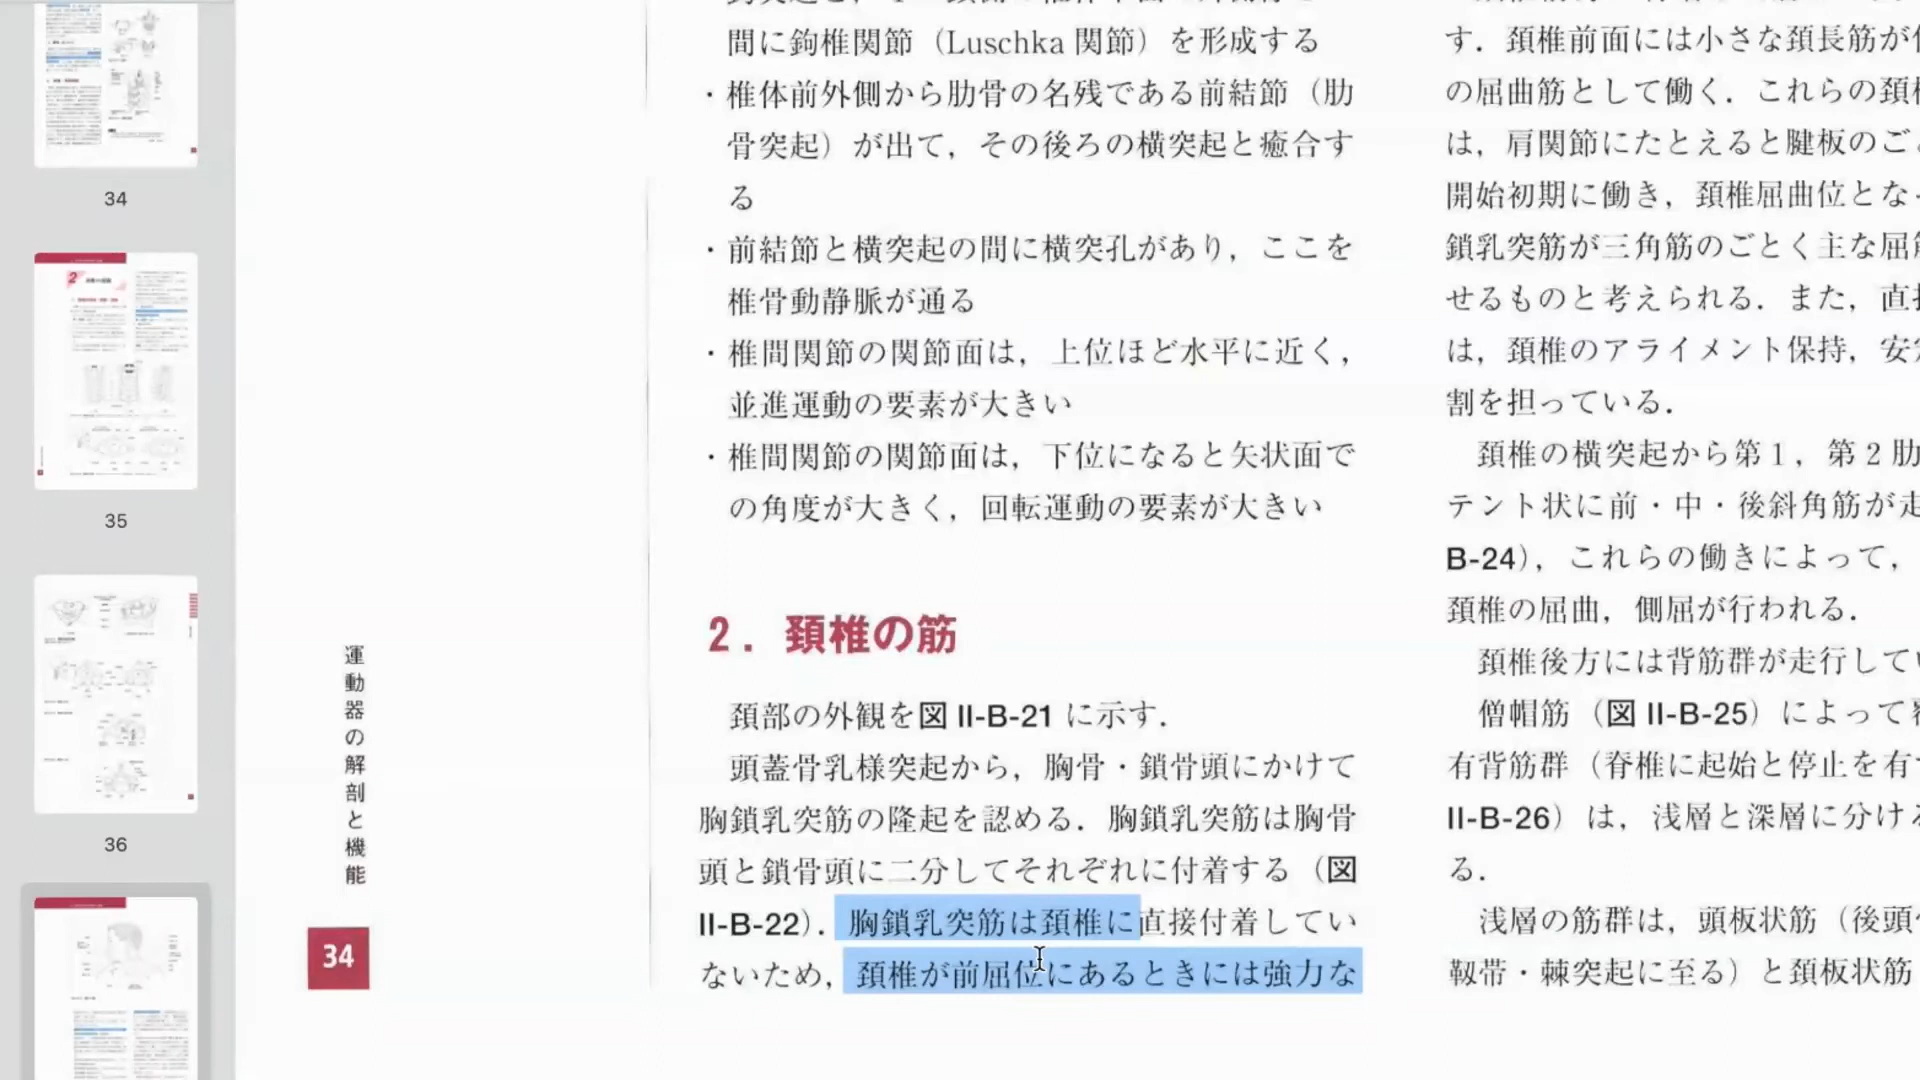 34
35
36
運動器の解剖と機能
34
間に鉤椎関節（Luschka 関節）を形成する
・椎体前外側から肋骨の名残である前結節（肋
骨突起）が出て，その後ろの横突起と癒合す
る
・前結節と横突起の間に横突孔があり，ここを
椎骨動静脈が通る
・椎間関節の関節面は，上位ほど水平に近く，
並進運動の要素が大きい
・椎間関節の関節面は，下位になると矢状面で
の角度が大きく，回転運動の要素が大きい
2．頚椎の筋
頚部の外観を図 II-B-21 に示す．
頭蓋骨乳様突起から，胸骨・鎖骨頭にかけて
胸鎖乳突筋の隆起を認める．胸鎖乳突筋は胸骨
頭と鎖骨頭に二分してそれぞれに付着する（図
II-B-22）．胸鎖乳突筋は頚椎に直接付着してい
ないため，頚椎が前屈位にあるときには強力な
す．頚椎前面には小さな頚長筋が
の屈曲筋として働く．これらの頚
は，肩関節にたとえると腱板のご
開始初期に働き，頚椎屈曲位とな
鎖乳突筋が三角筋のごとく主な屈
せるものと考えられる．また，直
は，頚椎のアライメント保持，安
割を担っている．
頚椎の横突起から第 1，第 2 肋
テント状に前・中・後斜角筋が走
B-24），これらの働きによって，
頚椎の屈曲，側屈が行われる．
頚椎後方には背筋群が走行して
僧帽筋（図 II-B-25）によって
有背筋群（脊椎に起始と停止を有
II-B-26）は，浅層と深層に分け
る．
浅層の筋群は，頭板状筋（後頭
靱帯・棘突起に至る）と頚板状筋